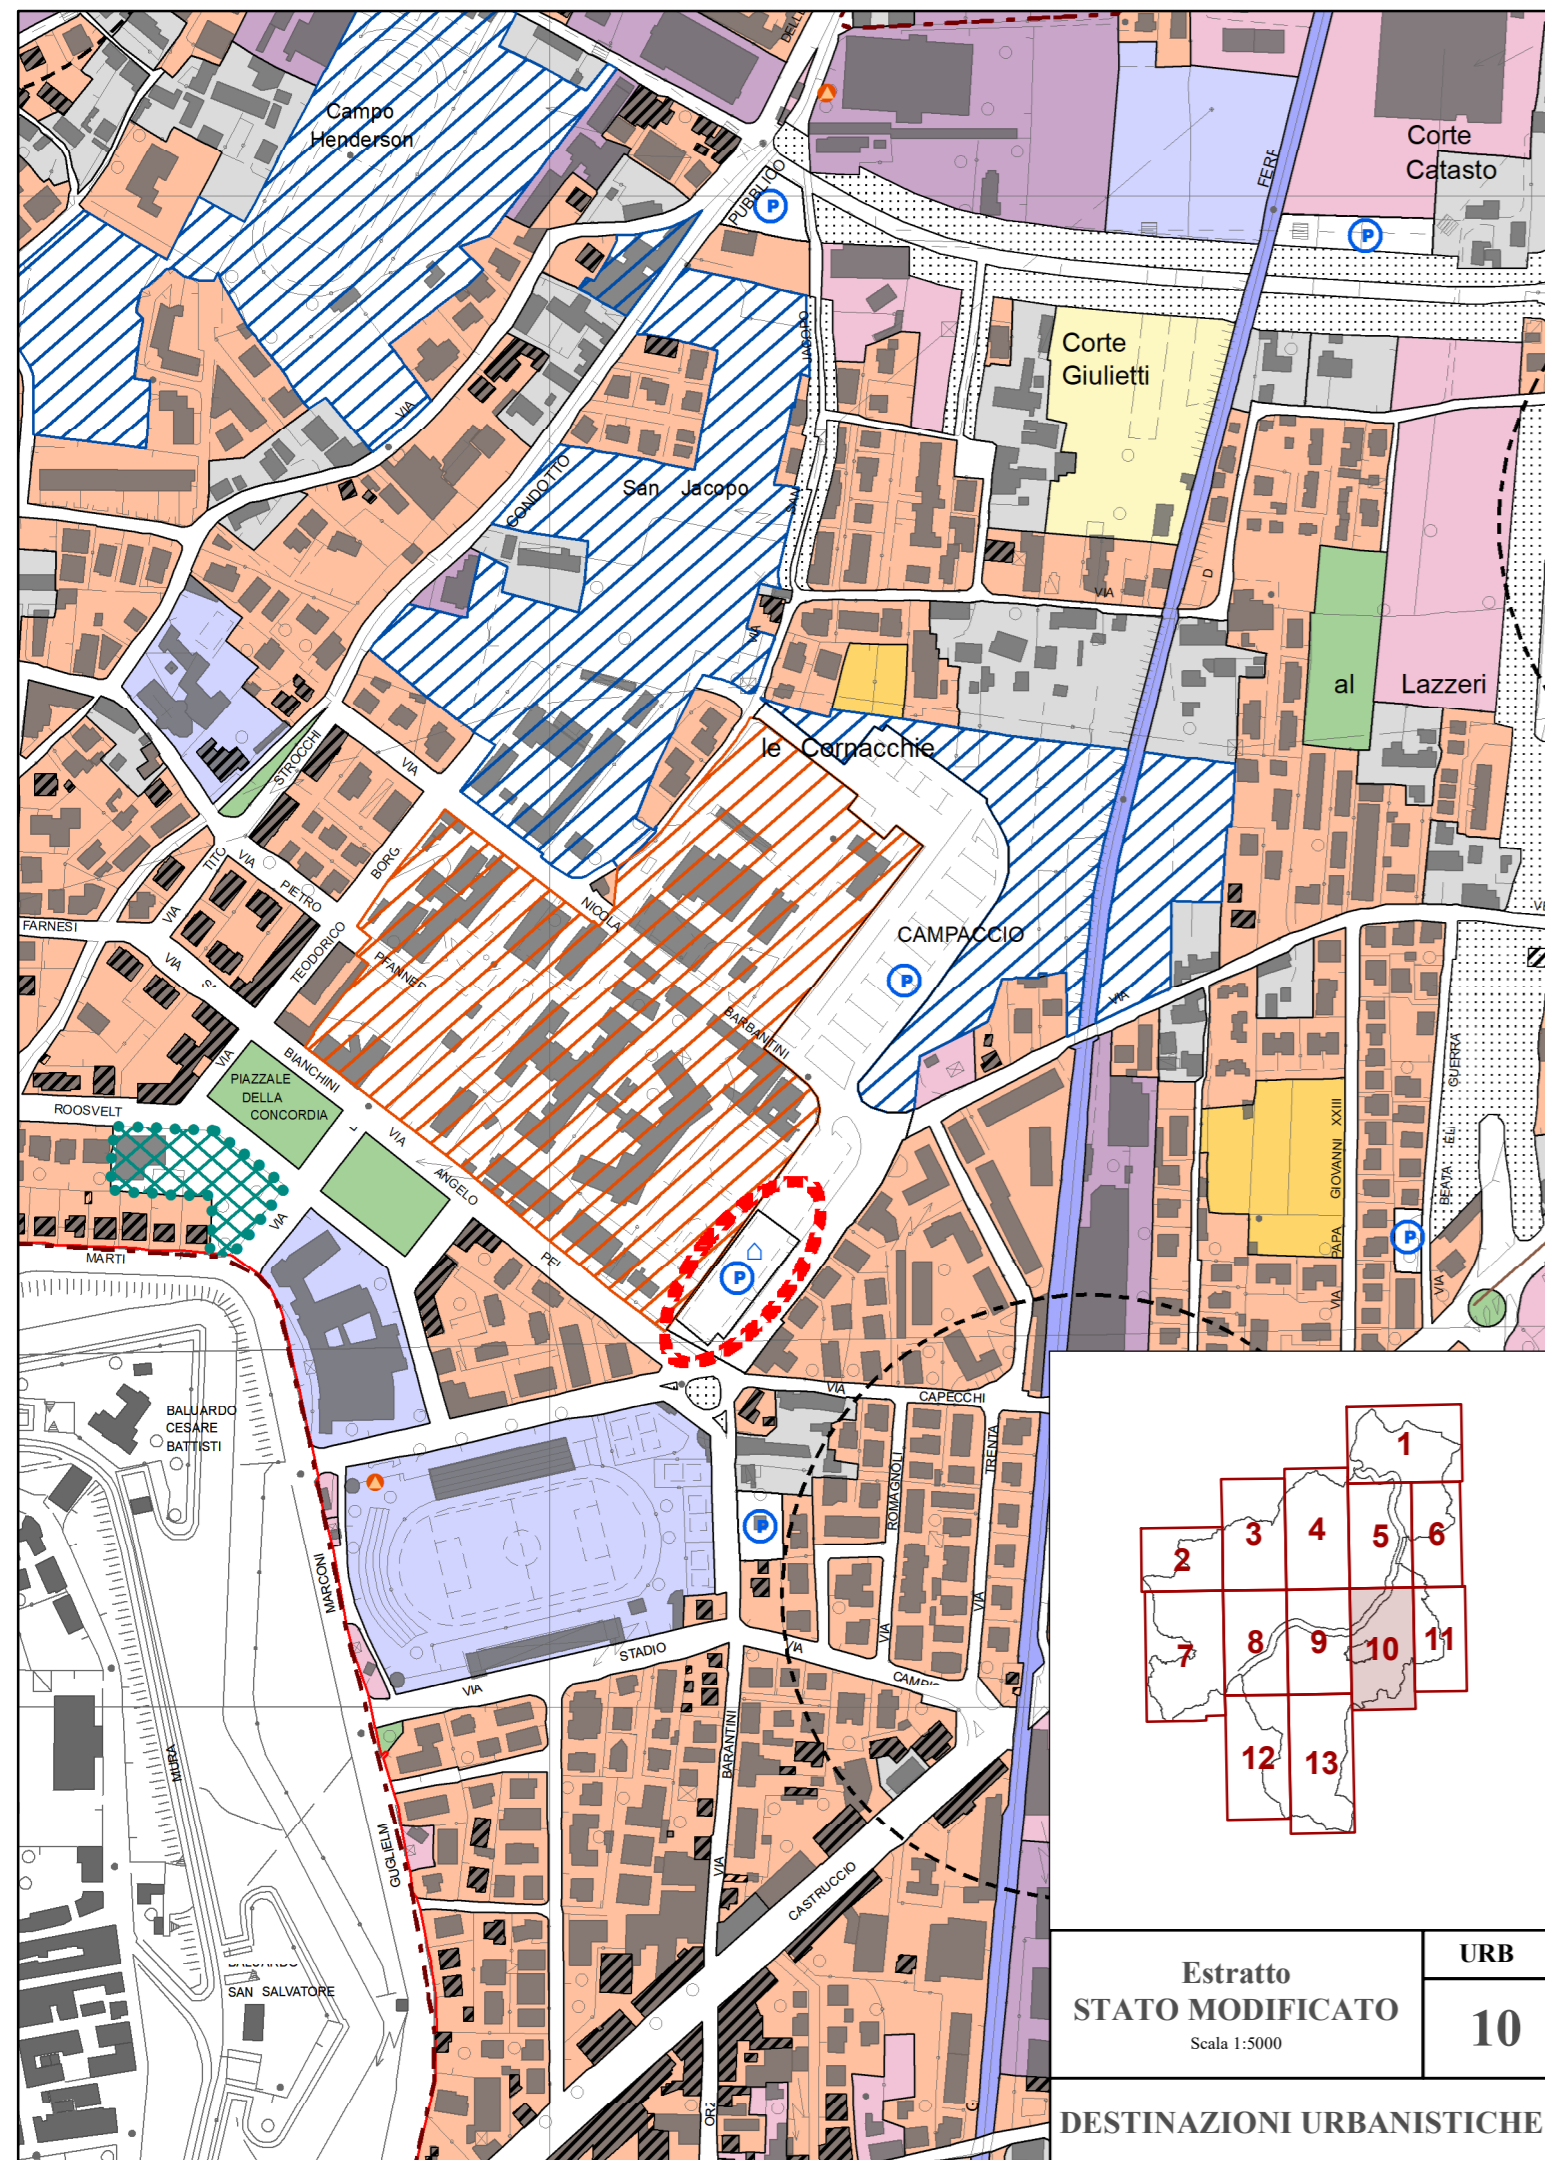 DELLE
Campo
Henderson
Corte
Catasto
FERR
PUBBLICO
P
P
JACOPO
Corte
Giulietti
VIA
CONDOTTO
San Jacopo
SAN
VIA
D
VIA
al Lazzeri
STROCCHI
VIA
le Cornacchie
TITO
VIA
BORG
PIETRO
VIA
NICOLA
FARNESI
TEODORICO
CAMPACCIO
VIA
PFANNER
P
VIA
BARBANTINI
VIA
BIANCHINI
PIAZZALE
DELLA
CONCORDIA
ROOSVELT
VIA
ANGELO
GUERRA
GIOVANNI XXIII
BEATA
VIA
PEI
P
P
PAPA
VIA
VIA
MARTI
BALUARDO
CESARE
BATTISTI
VIA
CAPECCHI
ROMAGNOLI
TRENTA
P
MARCONI
STADIO
VIA
VIA
VIA
VIA
MURA
BARANTINI
GUGLIELM
VIA
CASTRUCCIO
BALUARDO
SAN SALVATORE
1
2
3
4
5
6
7
8
9
10
11
12
13
Estratto
STATO MODIFICATO
Scala 1:5000
URB
10
DESTINAZIONI URBANISTICHE